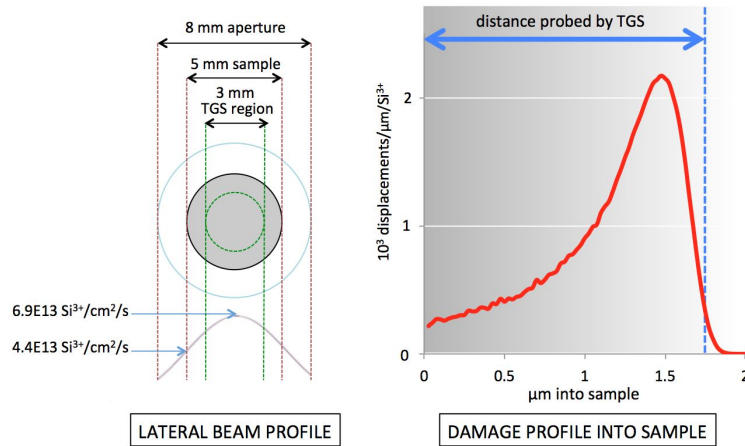 8 mm aperture
5 mm sample
3 mm
TGS region
6.9E13 Si³⁺/cm²/s
4.4E13 Si³⁺/cm²/s
LATERAL BEAM PROFILE
distance probed by TGS
10³ displacements/μm/Si³⁺
2
1
0
0
0.5
1
1.5
2
μm into sample
DAMAGE PROFILE INTO SAMPLE